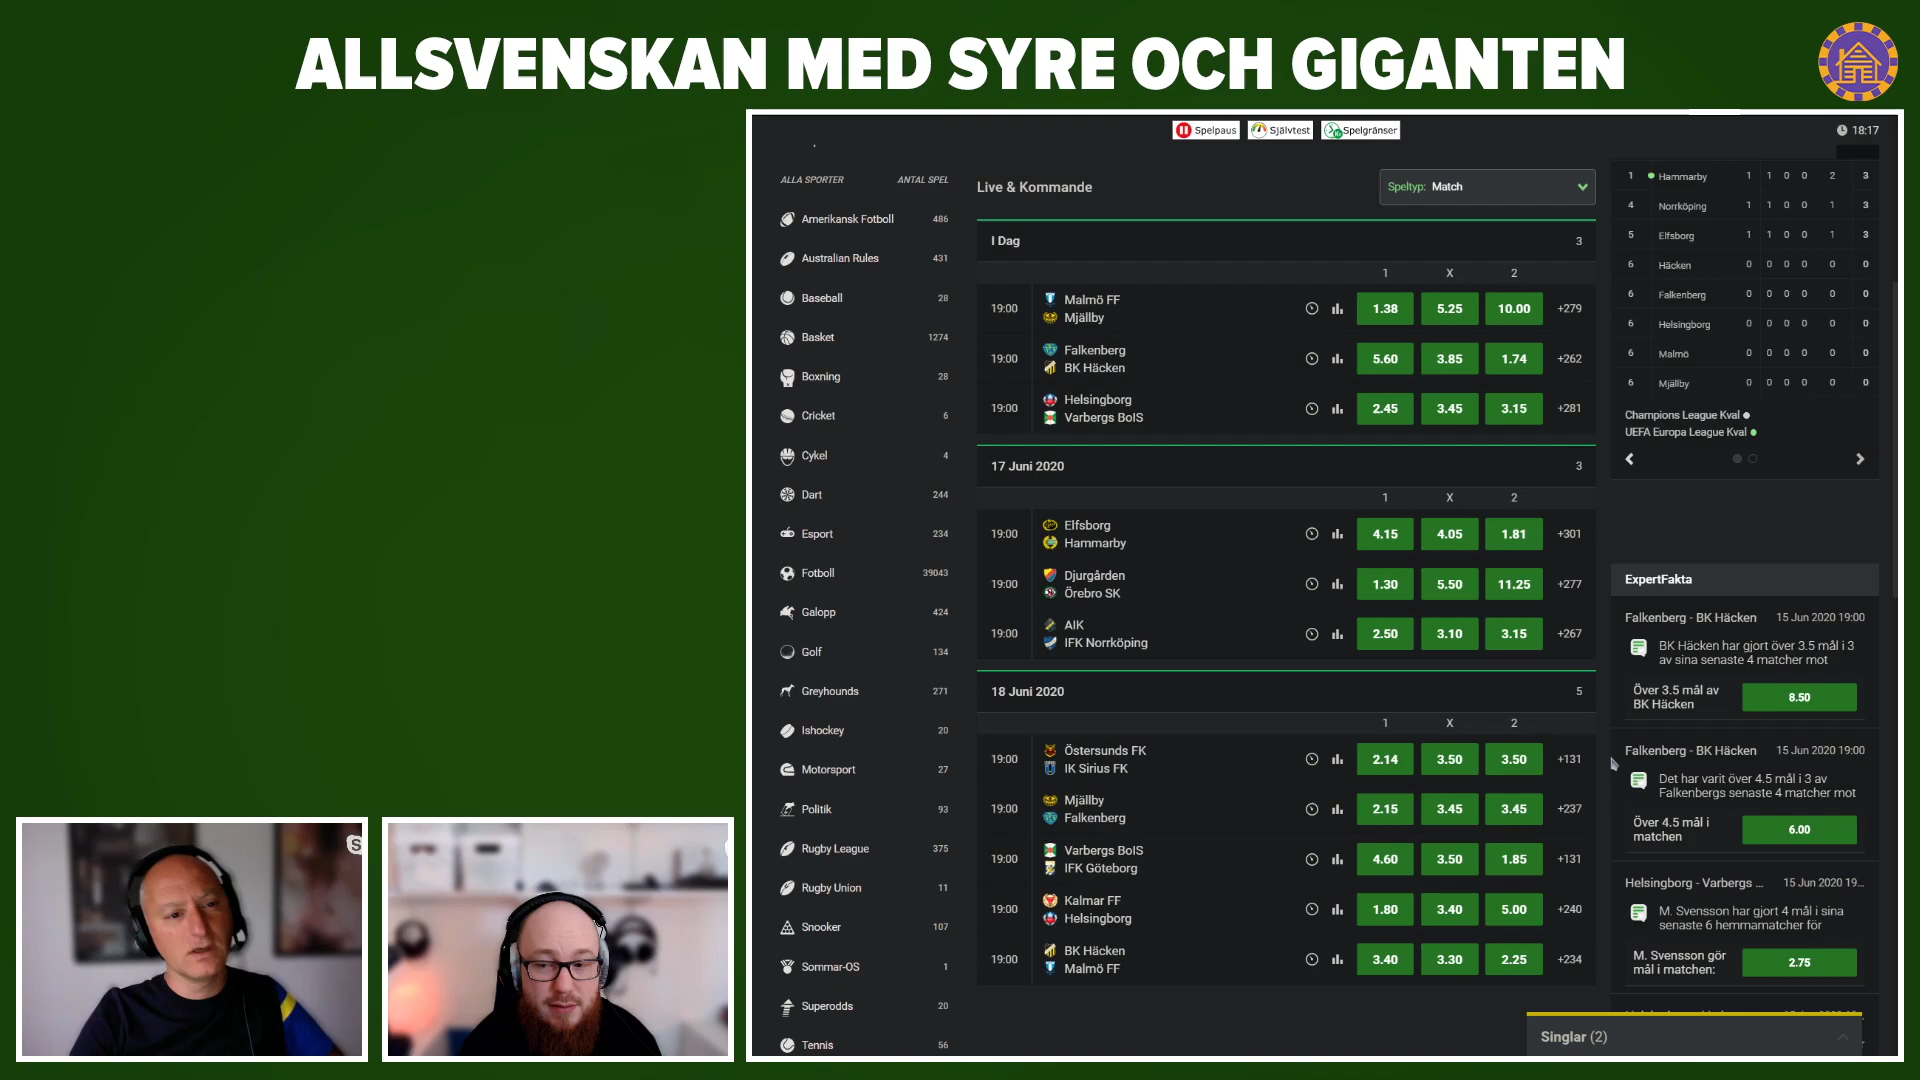 ALLSVENSKAN MED SYRE OCH GIGANTEN
Spelpaus Självtest Spelgränser
18:17
ALLA SPORTER ANTAL SPEL
Amerikansk Fotboll 486
Australian Rules 431
Baseball 28
Basket 1274
Boxning 28
Cricket 6
Cykel 4
Dart 244
Esport 234
Fotboll 39043
Galopp 424
Golf 134
Greyhounds 271
Ishockey 20
Motorsport 27
Politik 93
Rugby League 375
Rugby Union 11
Snooker 107
Sommar-OS 1
Superodds 20
Tennis 56
Live & Kommande
Speltyp: Match
I Dag 3
1 X 2
19:00 Malmö FF
Mjällby
1.38 5.25 10.00 +279
19:00 Falkenberg
BK Häcken
5.60 3.85 1.74 +262
19:00 Helsingborg
Varbergs BoIS
2.45 3.45 3.15 +281
17 Juni 2020 3
1 X 2
19:00 Elfsborg
Hammarby
4.15 4.05 1.81 +301
19:00 Djurgården
Örebro SK
1.30 5.50 11.25 +277
19:00 AIK
IFK Norrköping
2.50 3.10 3.15 +267
18 Juni 2020 5
1 X 2
19:00 Östersunds FK
IK Sirius FK
2.14 3.50 3.50 +131
19:00 Mjällby
Falkenberg
2.15 3.45 3.45 +237
19:00 Varbergs BoIS
IFK Göteborg
4.60 3.50 1.85 +131
19:00 Kalmar FF
Helsingborg
1.80 3.40 5.00 +240
19:00 BK Häcken
Malmö FF
3.40 3.30 2.25 +234
1 Hammarby 1 1 0 0 2 3
4 Norrköping 1 1 0 0 1 3
5 Elfsborg 1 1 0 0 1 3
6 Häcken 0 0 0 0 0 0
6 Falkenberg 0 0 0 0 0 0
6 Helsingborg 0 0 0 0 0 0
6 Malmö 0 0 0 0 0 0
6 Mjällby 0 0 0 0 0 0
Champions League Kval
UEFA Europa League Kval
ExpertFakta
Falkenberg - BK Häcken 15 Jun 2020 19:00
BK Häcken har gjort över 3.5 mål i 3
av sina senaste 4 matcher mot
Över 3.5 mål av
BK Häcken
8.50
Falkenberg - BK Häcken 15 Jun 2020 19:00
Det har varit över 4.5 mål i 3 av
Falkenbergs senaste 4 matcher mot
Över 4.5 mål i
matchen
6.00
Helsingborg - Varbergs ... 15 Jun 2020 19...
M. Svensson har gjort 4 mål i sina
senaste 6 hemmamatcher för
M. Svensson gör
mål i matchen:
2.75
Singlar (2)
S